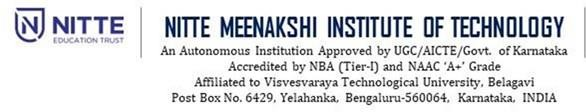 NITTE
EDUCATION TRUST
NITTE MEENAKSHI INSTITUTE OF TECHNOLOGY
An Autonomous Institution Approved by UGC/AICTE/Govt. of Karnataka
Accredited by NBA (Tier-I) and NAAC ‘A+’ Grade
Affiliated to Visvesvaraya Technological University, Belagavi
Post Box No. 6429, Yelahanka, Bengaluru-560064, Karnataka, INDIA